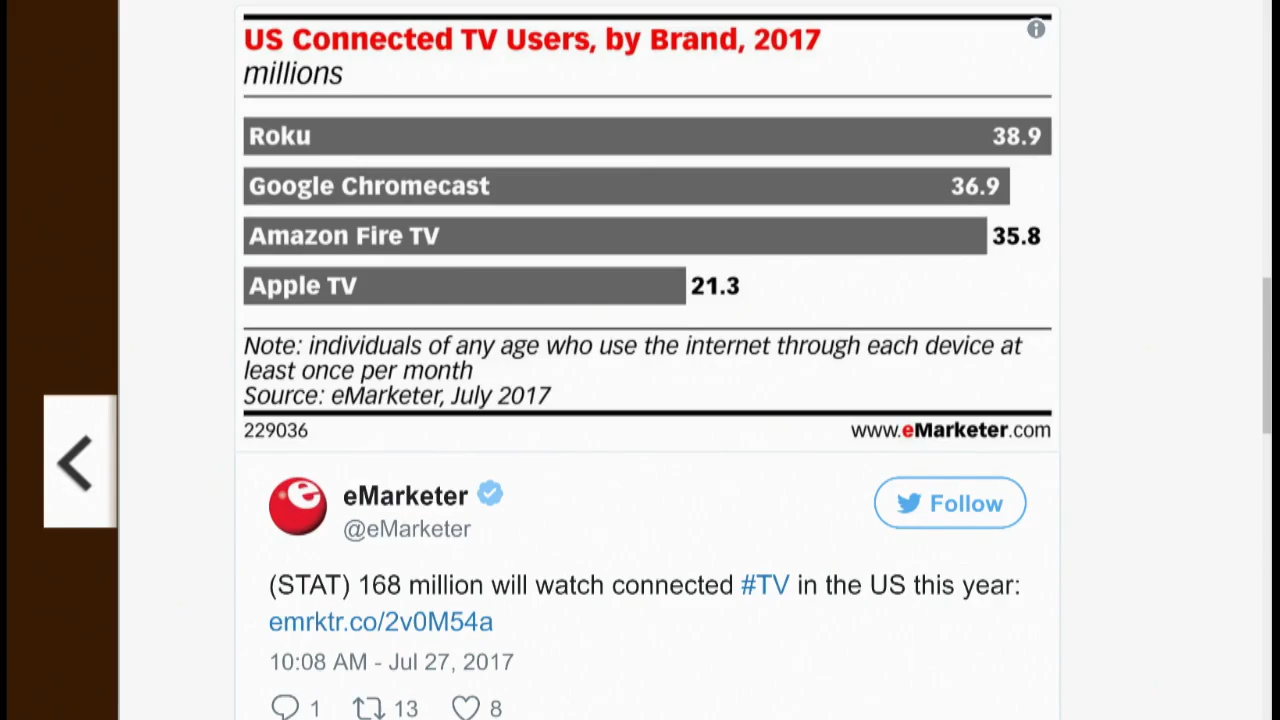 US Connected TV Users, by Brand, 2017
millions
Roku 38.9
Google Chromecast 36.9
Amazon Fire TV 35.8
Apple TV 21.3
Note: individuals of any age who use the internet through each device at
least once per month
Source: eMarketer, July 2017
229036 www.eMarketer.com
eMarketer
@eMarketer
Follow
(STAT) 168 million will watch connected #TV in the US this year:
emrktr.co/2v0M54a
10:08 AM - Jul 27, 2017
1 13 8